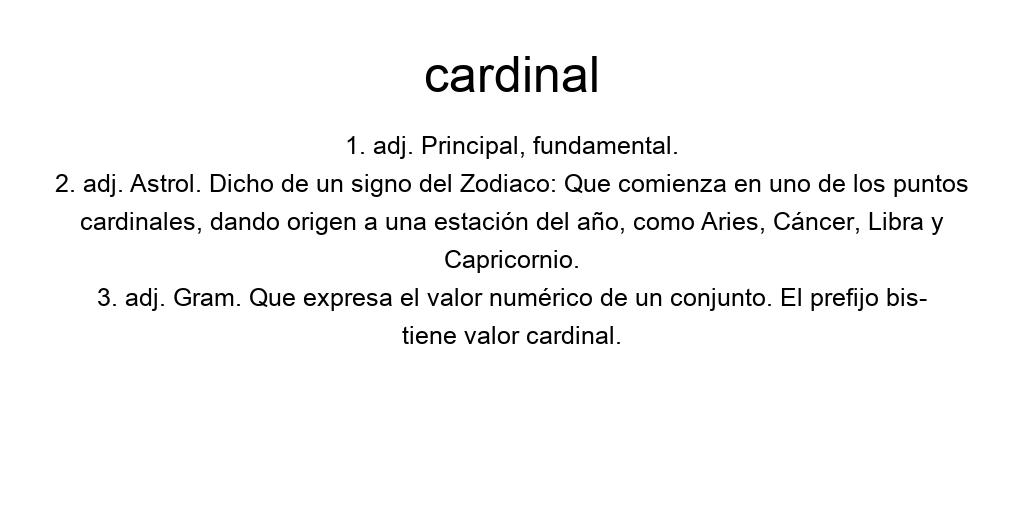 cardinal
1. adj. Principal, fundamental.
2. adj. Astrol. Dicho de un signo del Zodiaco: Que comienza en uno de los puntos
cardinales, dando origen a una estación del año, como Aries, Cáncer, Libra y
Capricornio.
3. adj. Gram. Que expresa el valor numérico de un conjunto. El prefijo bis-
tiene valor cardinal.